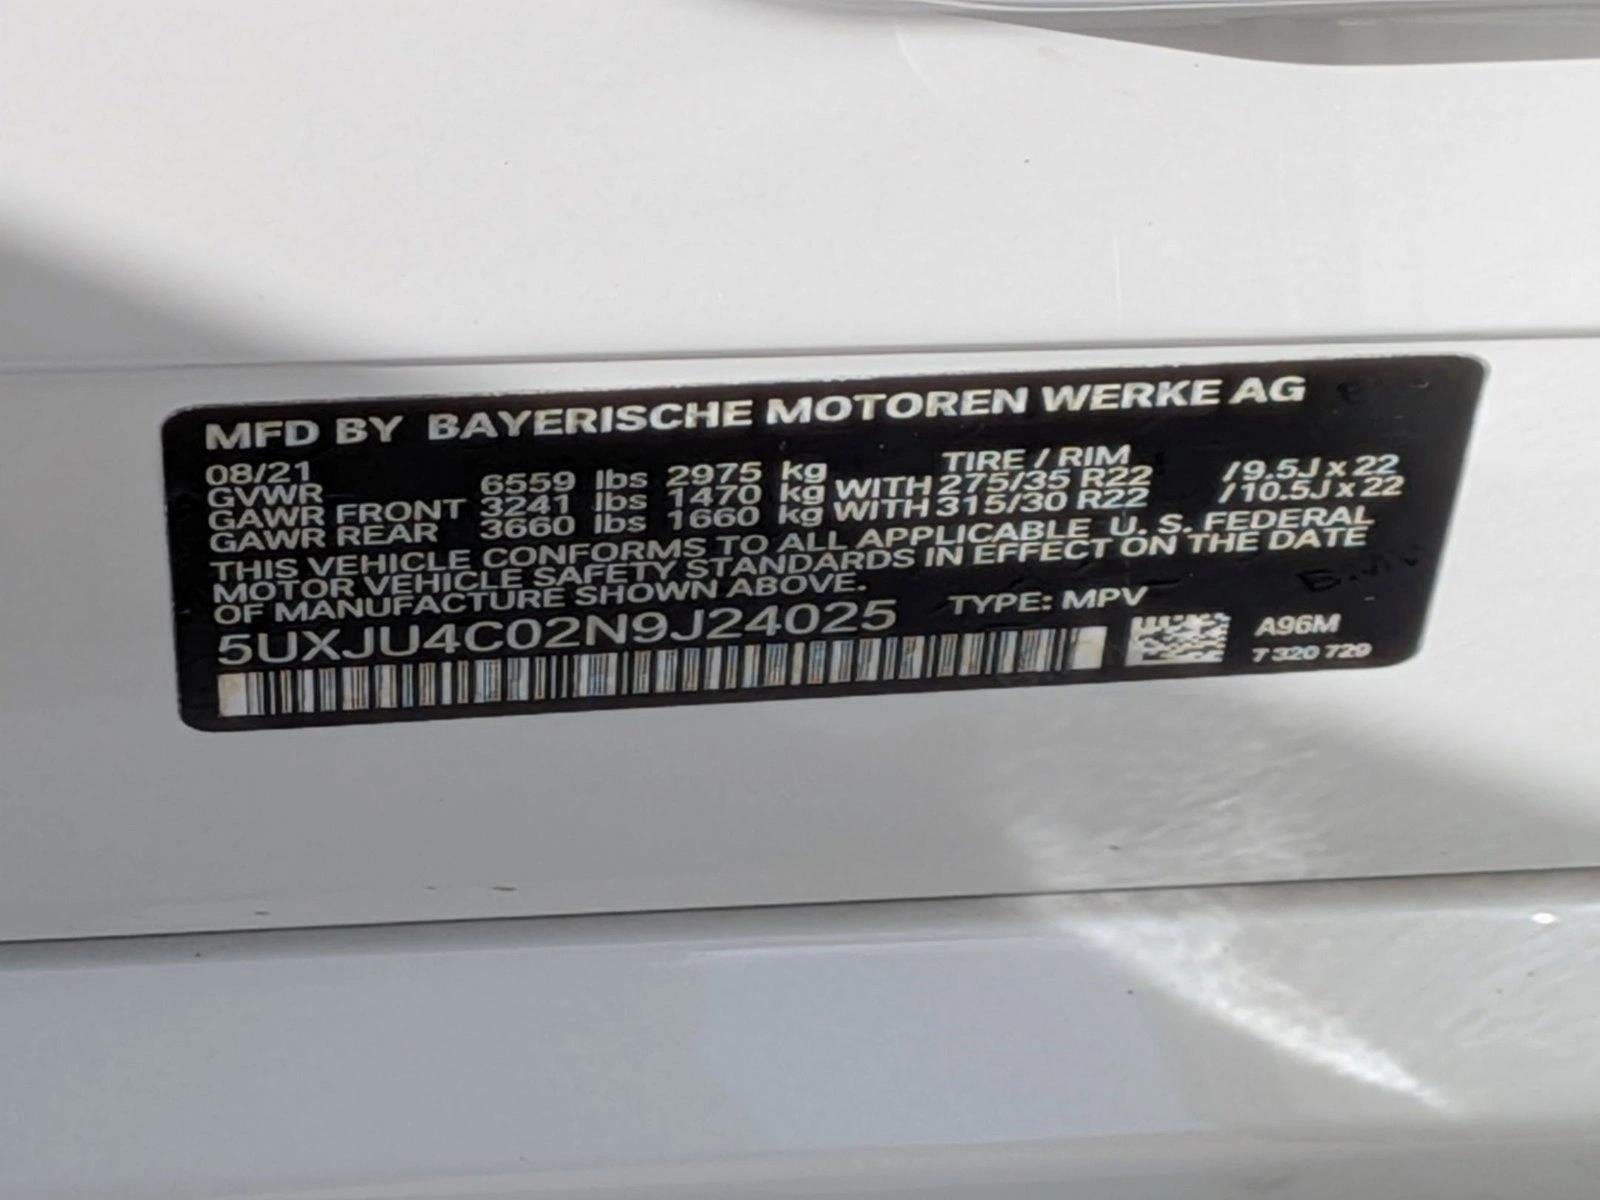 MFD BY BAYERISCHE MOTOREN WERKE AG
08/21 TIRE / RIM
GVWR 6559 lbs 2975 kg
GAWR FRONT 3241 lbs 1470 kg WITH 275/35 R22 / 9.5J x 22
GAWR REAR 3660 lbs 1660 kg WITH 315/30 R22 / 10.5J x 22
THIS VEHICLE CONFORMS TO ALL APPLICABLE U. S. FEDERAL
MOTOR VEHICLE SAFETY STANDARDS IN EFFECT ON THE DATE
OF MANUFACTURE SHOWN ABOVE.
5UXJU4C02N9J24025 TYPE: MPV
A96M
7 320 729